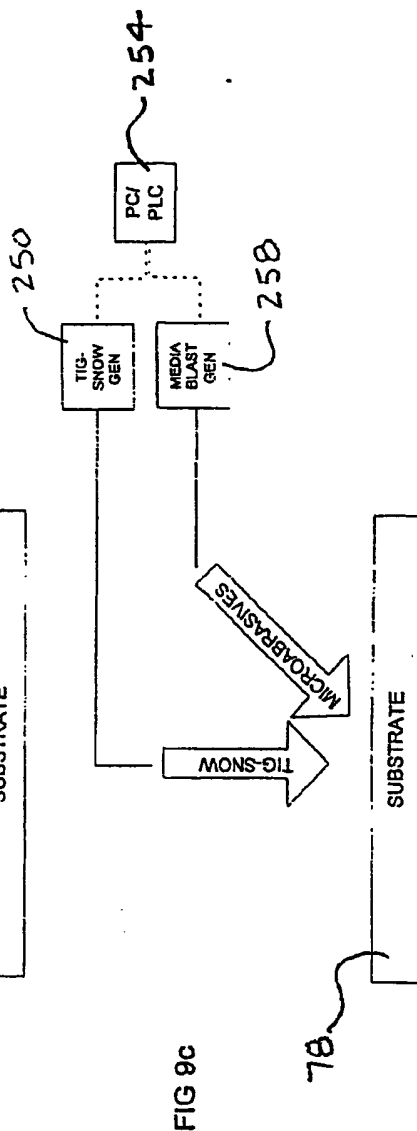 SUBSTRATE
254
PC/
PLC
250
TIG-
SNOW
GEN
MEDIA
BLAST
GEN
258
TIG-SNOW
MICROABRASIVES
SUBSTRATE
78
FIG 9c